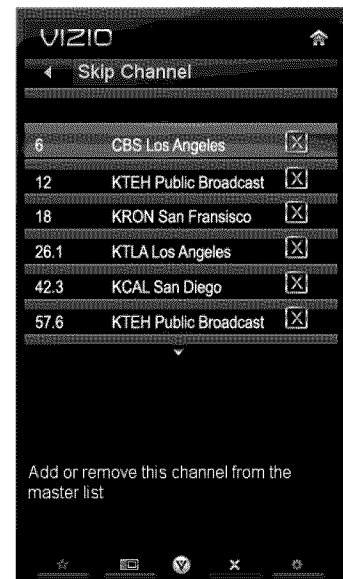 VIZIO
Skip Channel
6 CBS Los Angeles X
12 KTEH Public Broadcast X
18 KRON San Fransisco X
26.1 KTLA Los Angeles X
42.3 KCAL San Diego X
57.6 KTEH Public Broadcast X
Add or remove this channel from the
master list